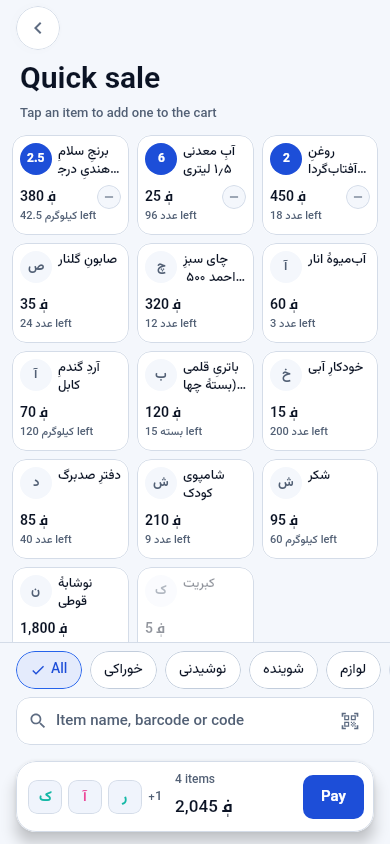 Quick sale
Tap an item to add one to the cart
2.5
برنجِ سلام
هندیِ درجـ...
380 ؋
42.5 کیلوگرم left
6
آبِ معدنی
۱٫۵ لیتری
25 ؋
96 عدد left
2
روغنِ
آفتاب‌گردا...
450 ؋
18 عدد left
ص
صابونِ گلنار
35 ؋
24 عدد left
چ
چای سبزِ
احمد ۵۰۰...
320 ؋
12 عدد left
آ
آب‌میوهٔ انار
60 ؋
3 عدد left
آ
آردِ گندمِ
کابل
70 ؋
120 کیلوگرم left
ب
باتریِ قلمی
(بستهٔ چها...
120 ؋
15 بسته left
خ
خودکارِ آبی
15 ؋
200 عدد left
د
دفترِ صدبرگ
85 ؋
40 عدد left
ش
شامپوی
کودک
210 ؋
9 عدد left
ش
شکر
95 ؋
60 کیلوگرم left
ن
نوشابهٔ
قوطی
1,800 ؋
ک
کبریت
5 ؋
All
خوراکی
نوشیدنی
شوینده
لوازم
Item name, barcode or code
ک
آ
ر
+1
4 items
2,045 ؋
Pay